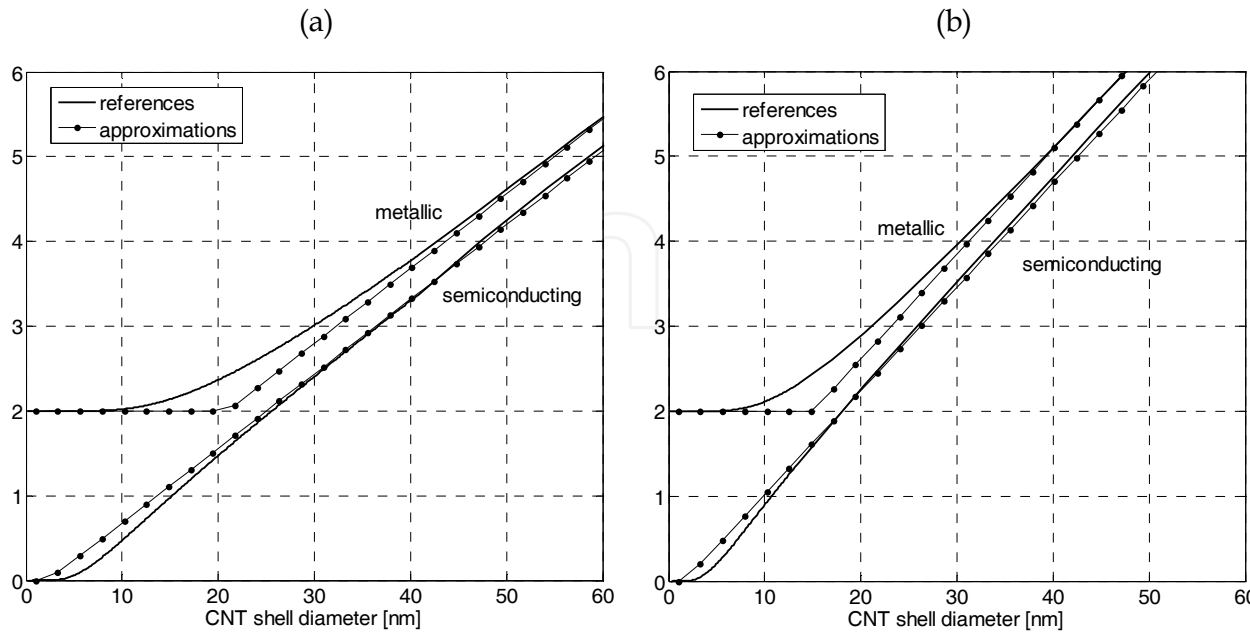 (a)
(b)
6
5
4
3
2
1
0
references
approximations
metallic
semiconducting
0 10 20 30 40 50 60
CNT shell diameter [nm]
6
5
4
3
2
1
0
references
approximations
metallic
semiconducting
0 10 20 30 40 50 60
CNT shell diameter [nm]